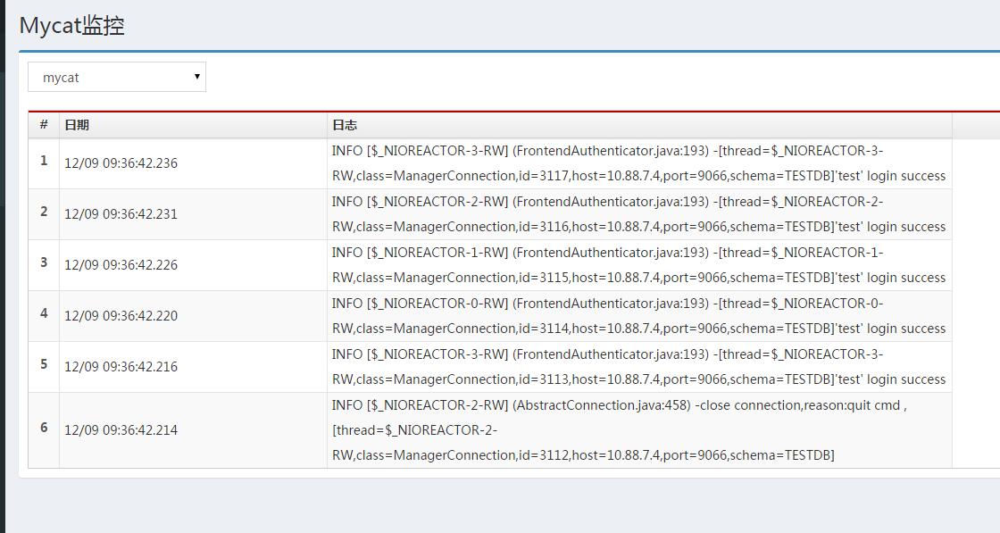 Mycat监控
mycat
# 日期 日志
1 12/09 09:36:42.236 INFO [$_NIOREACTOR-3-RW] (FrontendAuthenticator.java:193) -[thread=$_NIOREACTOR-3-
RW,class=ManagerConnection,id=3117,host=10.88.7.4,port=9066,schema=TESTDB]'test' login success
2 12/09 09:36:42.231 INFO [$_NIOREACTOR-2-RW] (FrontendAuthenticator.java:193) -[thread=$_NIOREACTOR-2-
RW,class=ManagerConnection,id=3116,host=10.88.7.4,port=9066,schema=TESTDB]'test' login success
3 12/09 09:36:42.226 INFO [$_NIOREACTOR-1-RW] (FrontendAuthenticator.java:193) -[thread=$_NIOREACTOR-1-
RW,class=ManagerConnection,id=3115,host=10.88.7.4,port=9066,schema=TESTDB]'test' login success
4 12/09 09:36:42.220 INFO [$_NIOREACTOR-0-RW] (FrontendAuthenticator.java:193) -[thread=$_NIOREACTOR-0-
RW,class=ManagerConnection,id=3114,host=10.88.7.4,port=9066,schema=TESTDB]'test' login success
5 12/09 09:36:42.216 INFO [$_NIOREACTOR-3-RW] (FrontendAuthenticator.java:193) -[thread=$_NIOREACTOR-3-
RW,class=ManagerConnection,id=3113,host=10.88.7.4,port=9066,schema=TESTDB]'test' login success
6 12/09 09:36:42.214 INFO [$_NIOREACTOR-2-RW] (AbstractConnection.java:458) -close connection,reason:quit cmd ,
[thread=$_NIOREACTOR-2-
RW,class=ManagerConnection,id=3112,host=10.88.7.4,port=9066,schema=TESTDB]